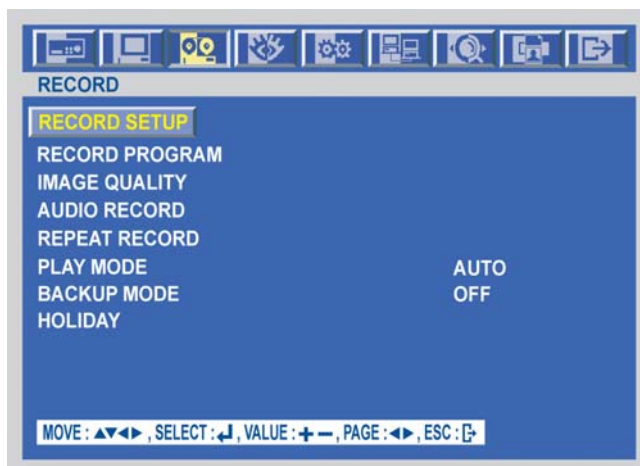 RECORD
RECORD SETUP
RECORD PROGRAM
IMAGE QUALITY
AUDIO RECORD
REPEAT RECORD
PLAY MODE AUTO
BACKUP MODE OFF
HOLIDAY
MOVE : ▲▼◄► , SELECT : ↲ , VALUE : + − , PAGE : ◄► , ESC : [→